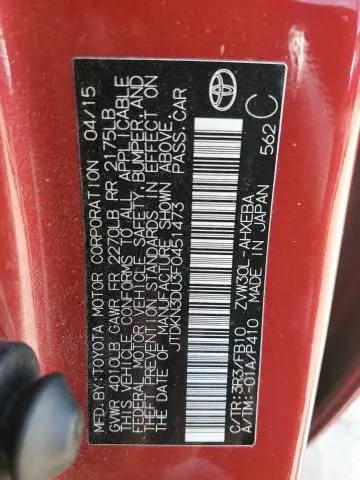 MFD.BY:TOYOTA MOTOR CORPORATION 04/15
GVWR 4010LB GAWR FR 2270LB RR 2175LB
THIS VEHICLE CONFORMS TO ALL APPLICABLE
FEDERAL MOTOR VEHICLE SAFETY, BUMPER, AND
THEFT PREVENTION STANDARDS IN EFFECT ON
THE DATE OF MANUFACTURE SHOWN ABOVE.
JTDKN3DU3F0451473 PASS.CAR
C/TR:3R3/FB10 ZVW30L-AHXEBA
A/TM:-01A/P410 MADE IN JAPAN
562 C
TOYOTA